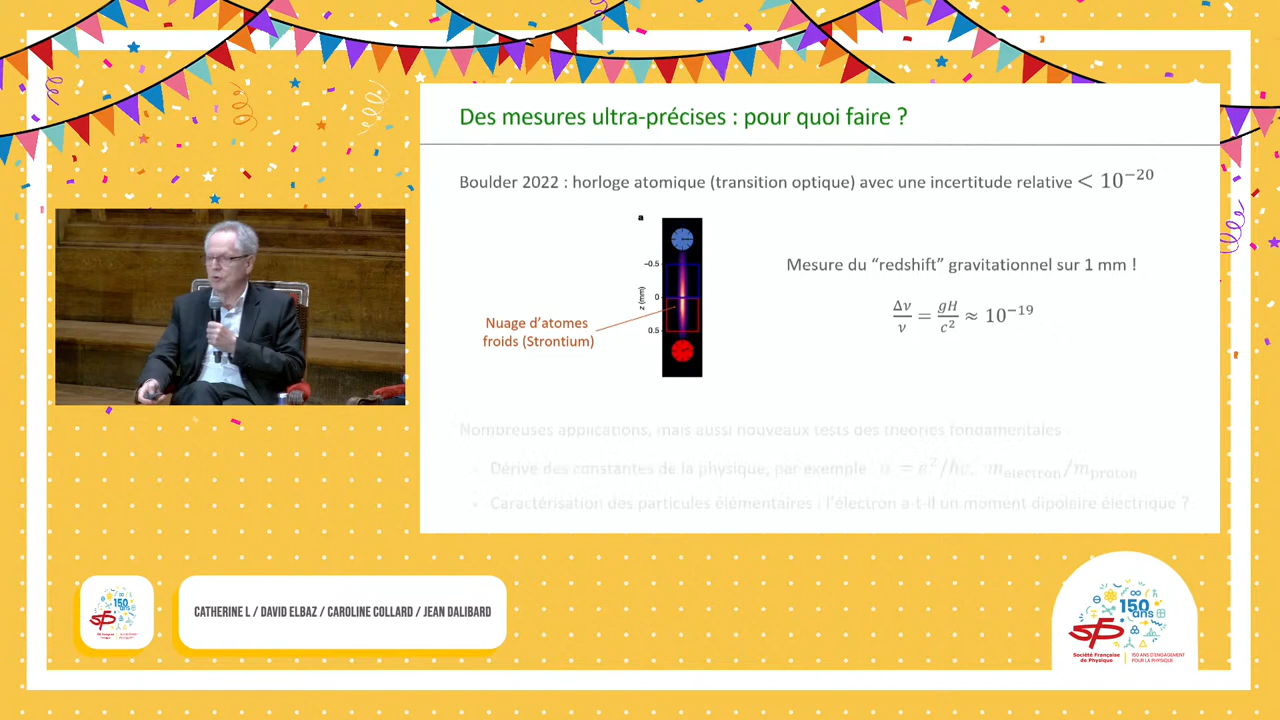 Des mesures ultra-précises : pour quoi faire ?
Boulder 2022 : horloge atomique (transition optique) avec une incertitude relative < 10⁻²⁰
a
−0.5
0
0.5
z (mm)
Mesure du “redshift” gravitationnel sur 1 mm !
Δν/ν = gH/c² ≈ 10⁻¹⁹
Nuage d’atomes
froids (Strontium)
Nombreuses applications, mais aussi nouveaux tests des théories fondamentales
Dérive des constantes de la physique, par exemple m_electron/m_proton
Caractérisation des particules élémentaires : l’électron a-t-il un moment dipolaire électrique ?
150
ans
sfp
CATHERINE L / DAVID ELBAZ / CAROLINE COLLARD / JEAN DALIBARD
150
ans
sfp
Société Française
de Physique
150 ANS D'ENGAGEMENT
POUR LA PHYSIQUE